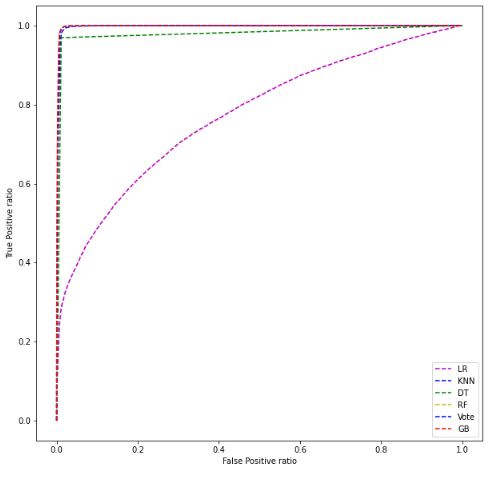 1.0
0.8
0.6
0.4
0.2
0.0
True Positive ratio
0.0 0.2 0.4 0.6 0.8 1.0
False Positive ratio
LR
KNN
DT
RF
Vote
GB